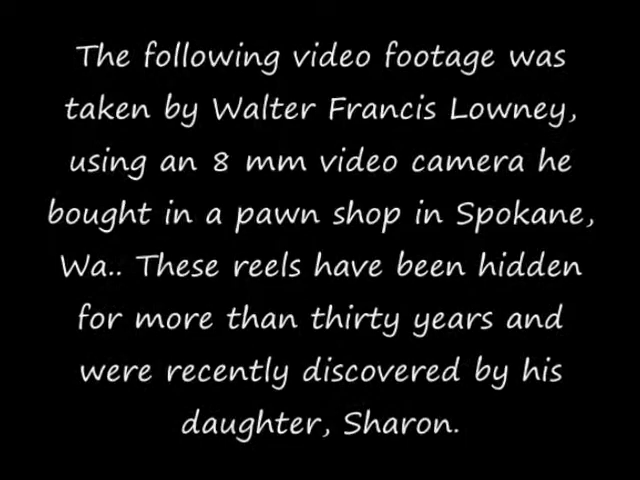 The following video footage was
taken by Walter Francis Lowney,
using an 8 mm video camera he
bought in a pawn shop in Spokane,
Wa.. These reels have been hidden
for more than thirty years and
were recently discovered by his
daughter, Sharon.